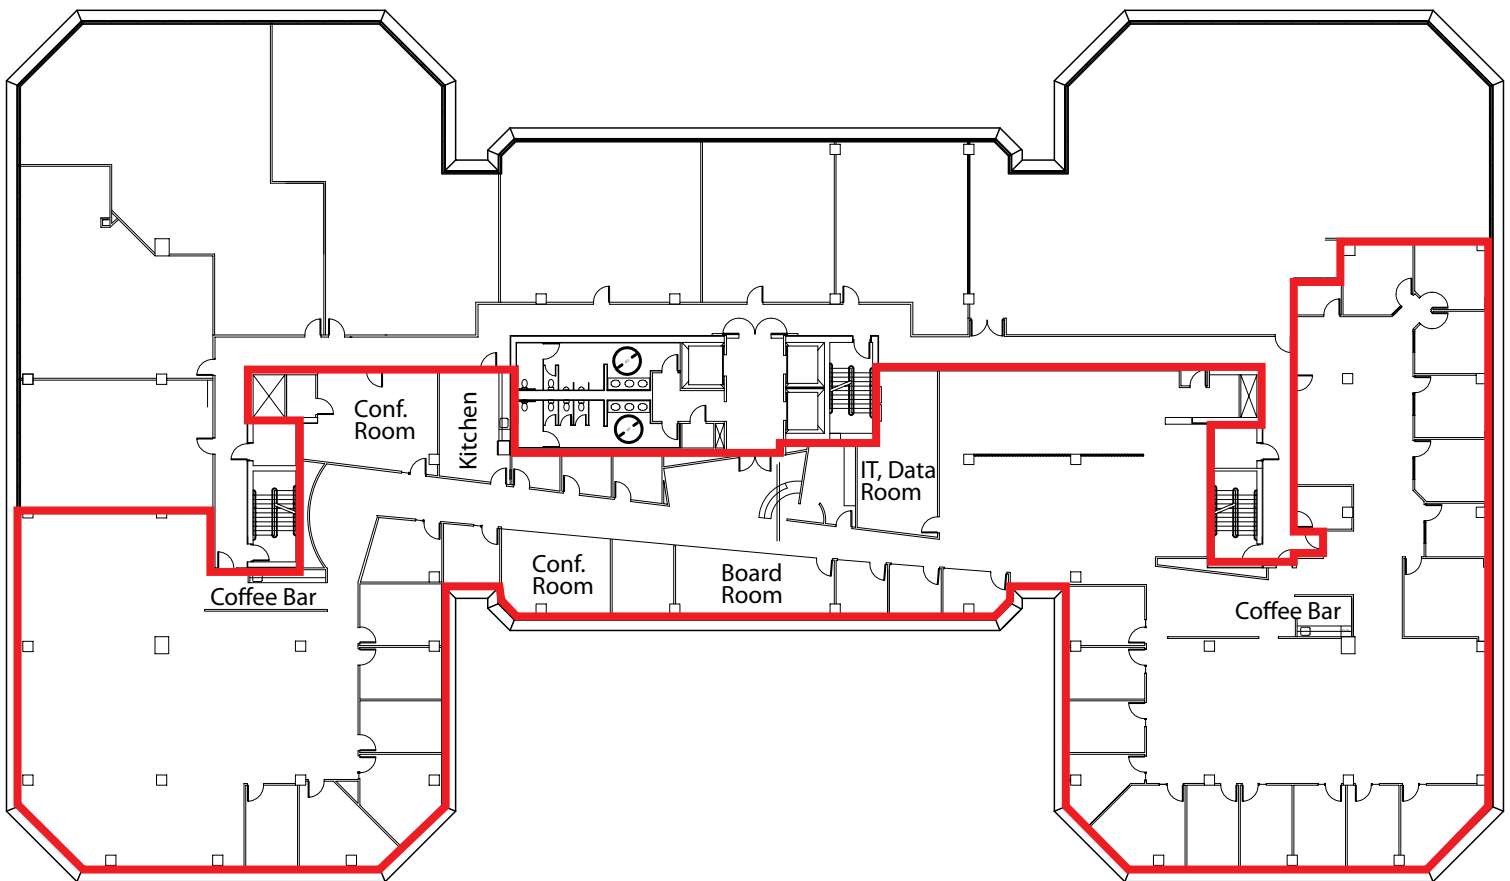 Conf.
Room
Kitchen
IT, Data
Room
Conf.
Room
Board
Room
Coffee Bar
Coffee Bar